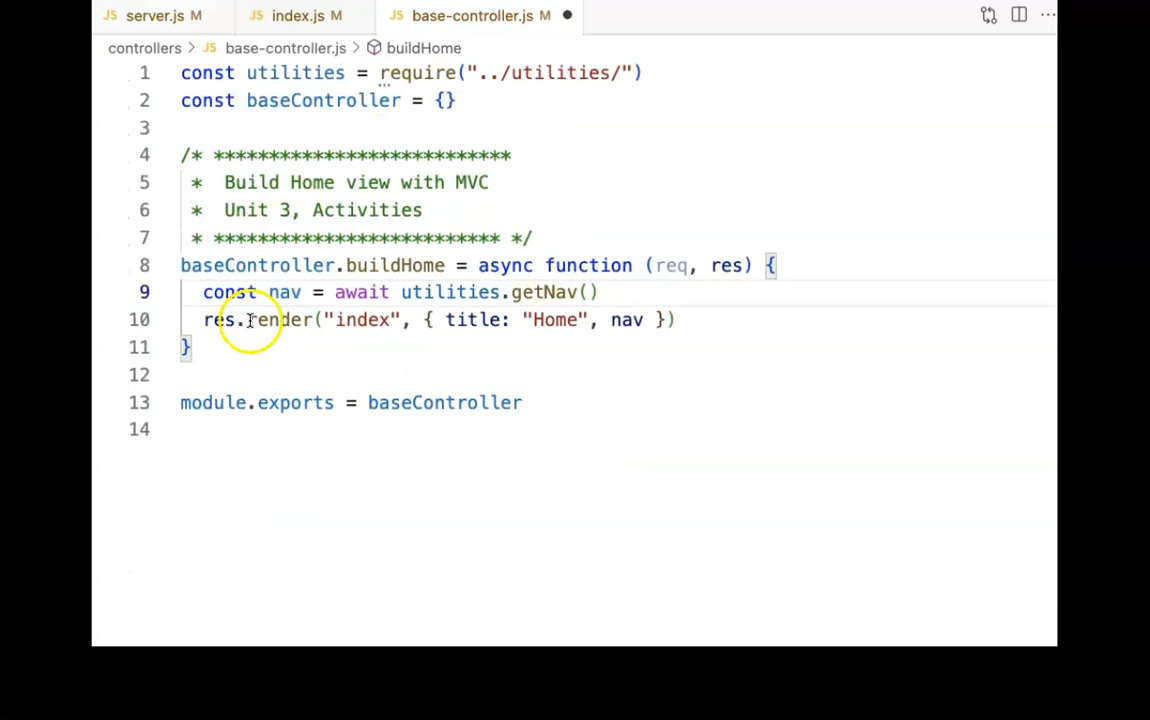 JS server.js M JS index.js M JS base-controller.js M ● ...
controllers > JS base-controller.js > buildHome
1 const utilities = require("../utilities/")
2 const baseController = {}
3
4 /* ***************************
5 * Build Home view with MVC
6 * Unit 3, Activities
7 * ************************** */
8 baseController.buildHome = async function (req, res) {
9 const nav = await utilities.getNav()
10 res.render("index", { title: "Home", nav })
11 }
12
13 module.exports = baseController
14